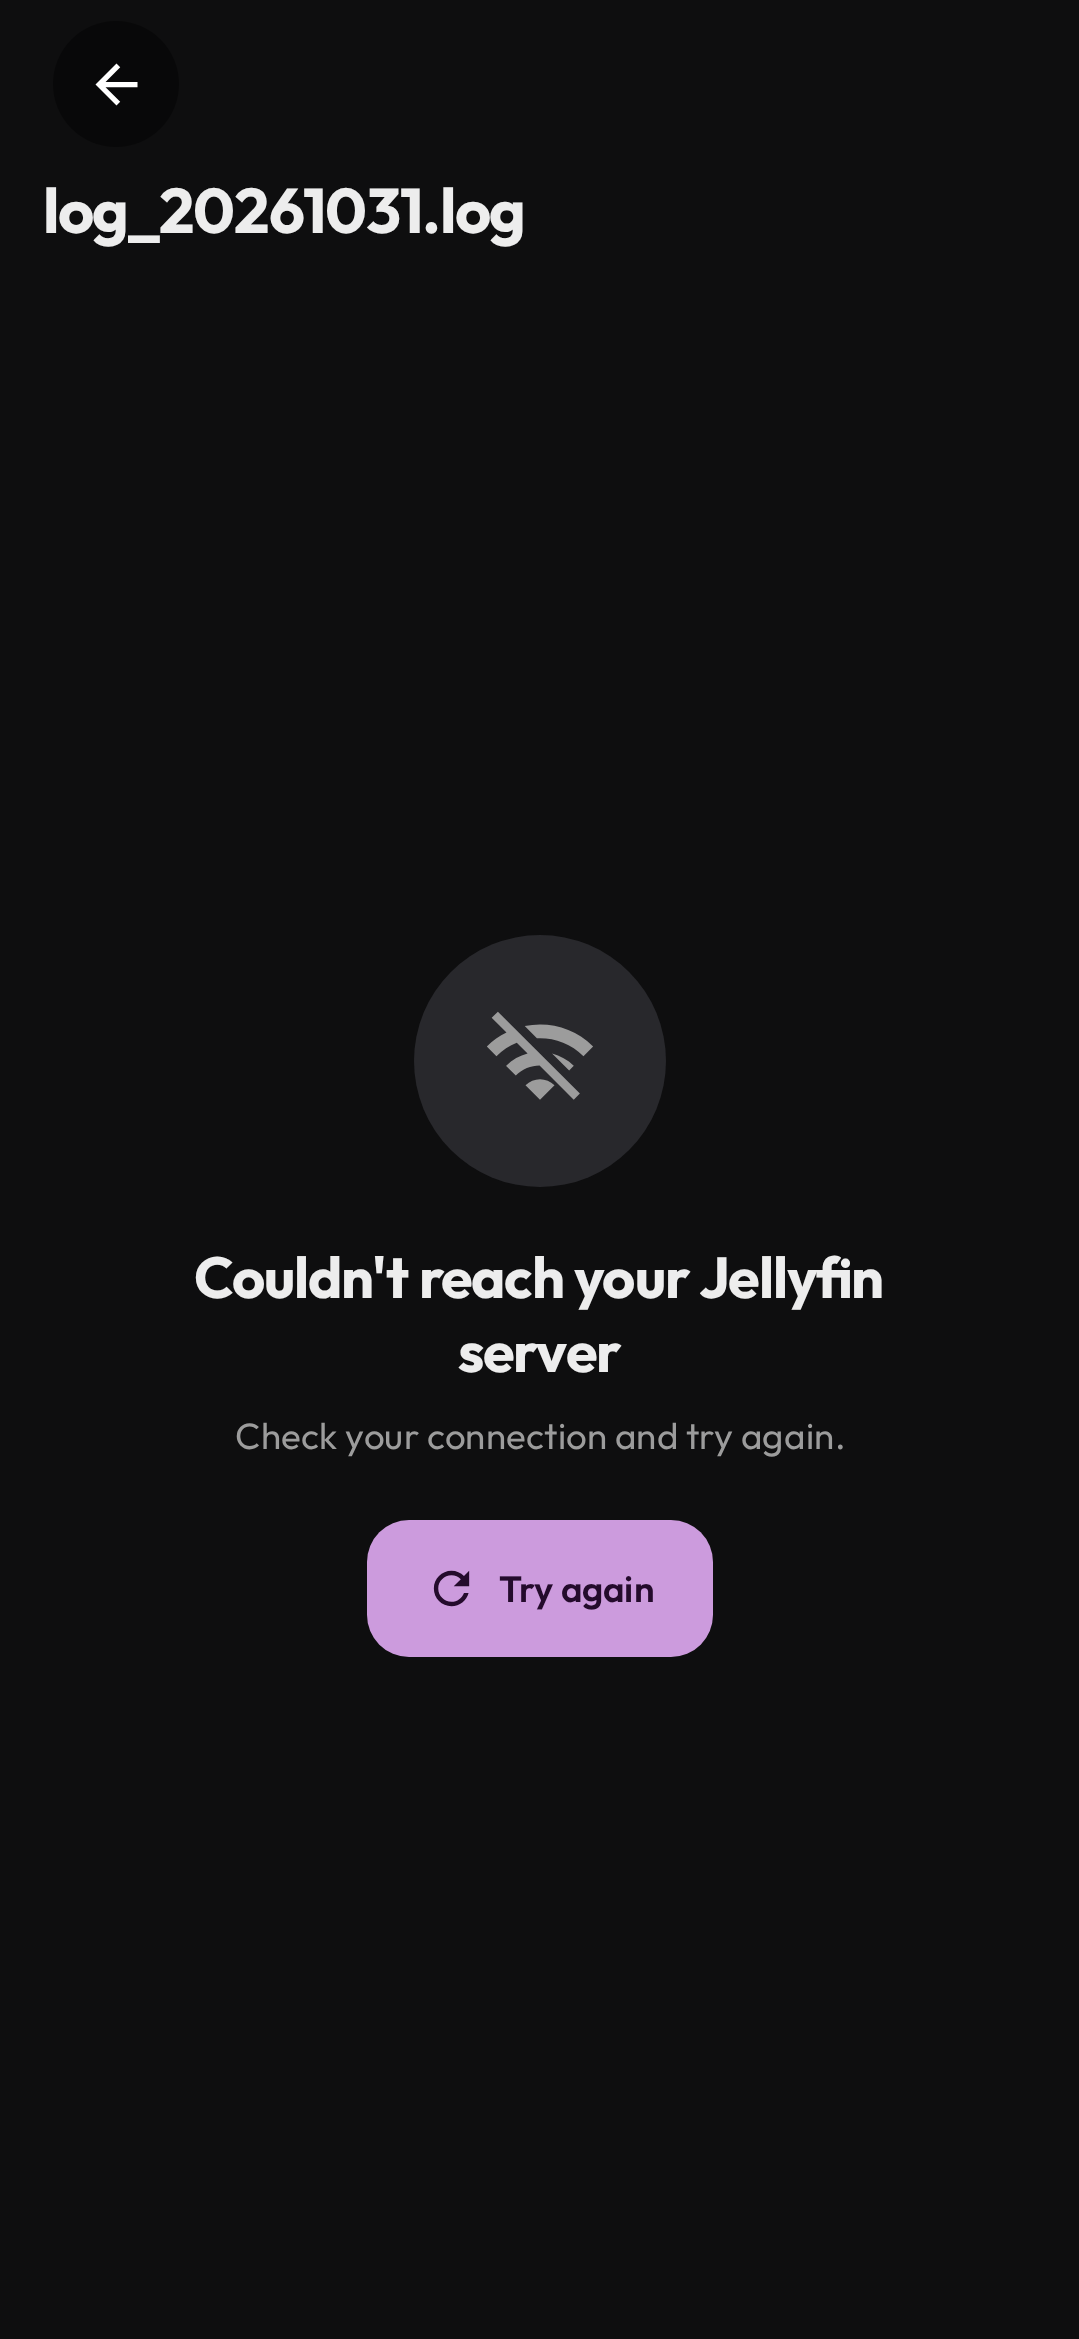 log_20261031.log
Couldn't reach your Jellyfin
server
Check your connection and try again.
Try again